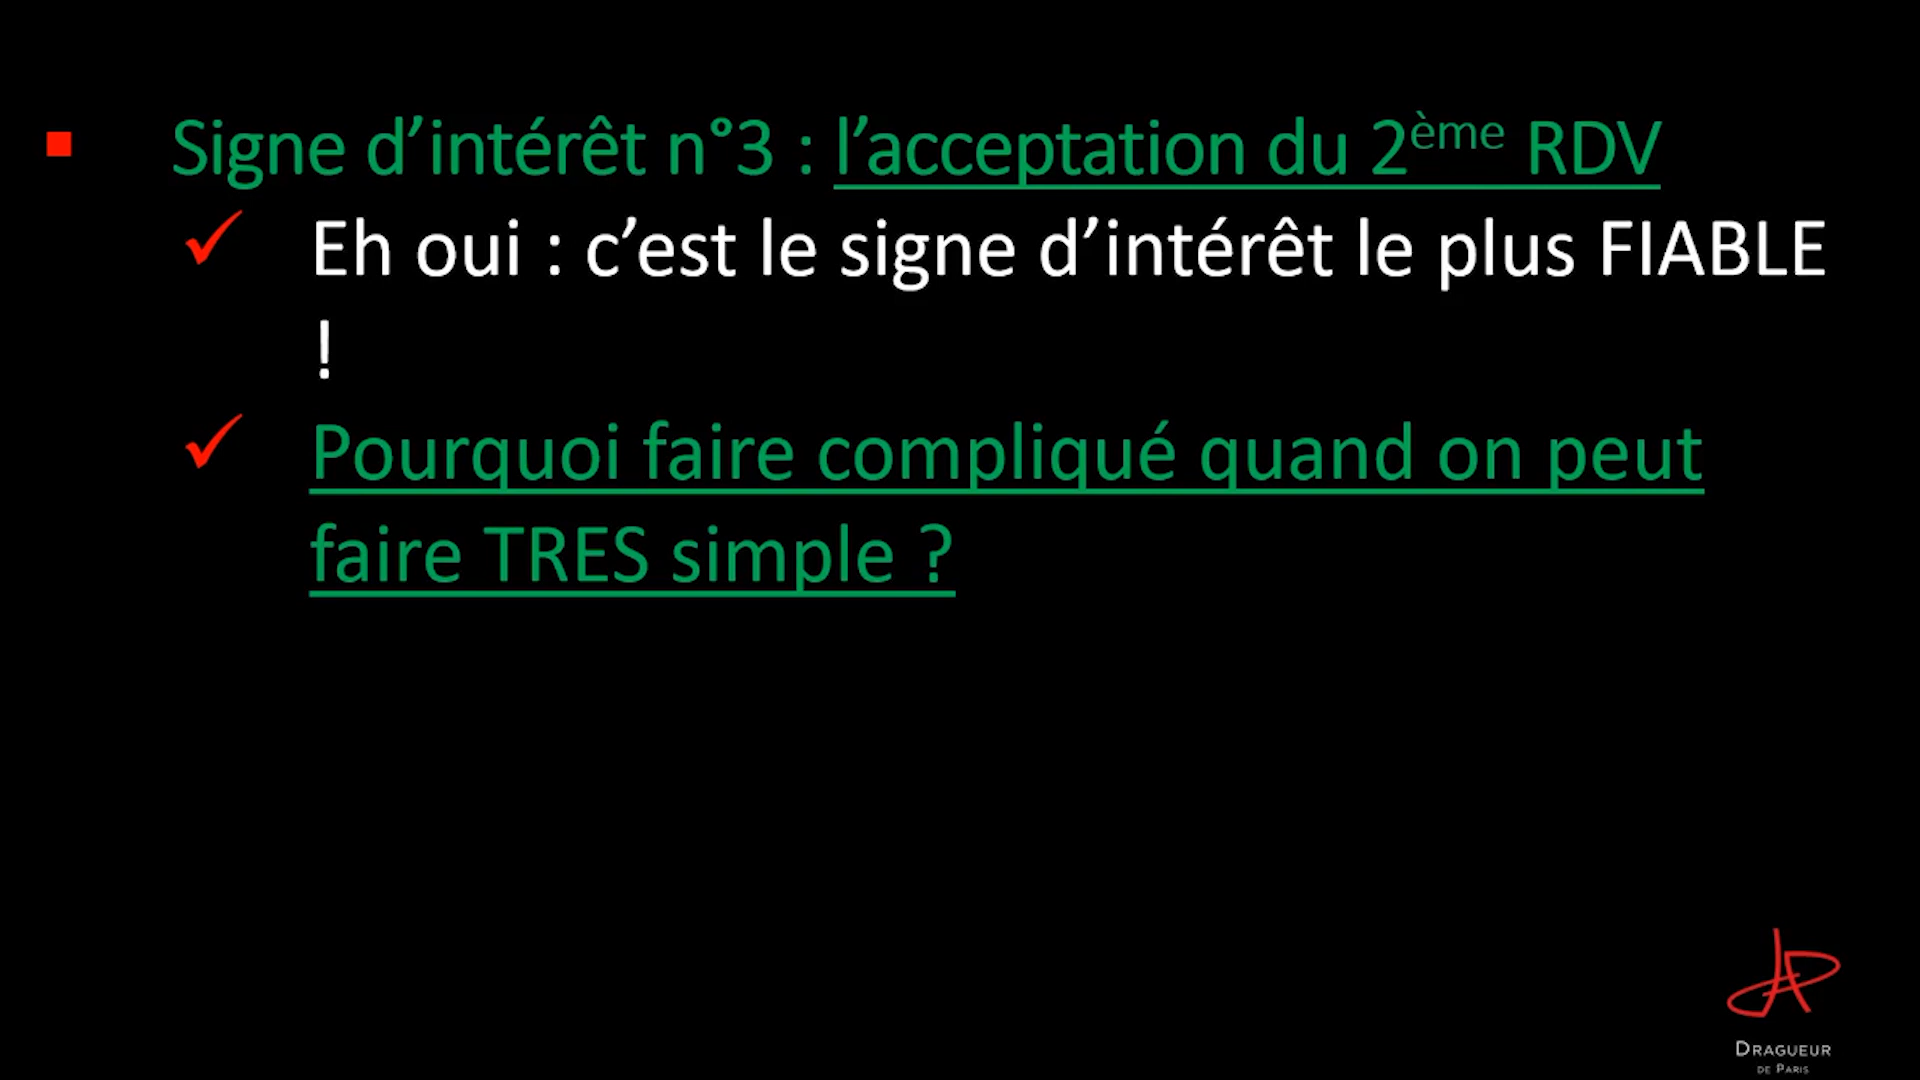 Signe d’intérêt n°3 : l’acceptation du 2ème RDV
Eh oui : c’est le signe d’intérêt le plus FIABLE
!
Pourquoi faire compliqué quand on peut
faire TRES simple ?
DRAGUEUR
DE PARIS